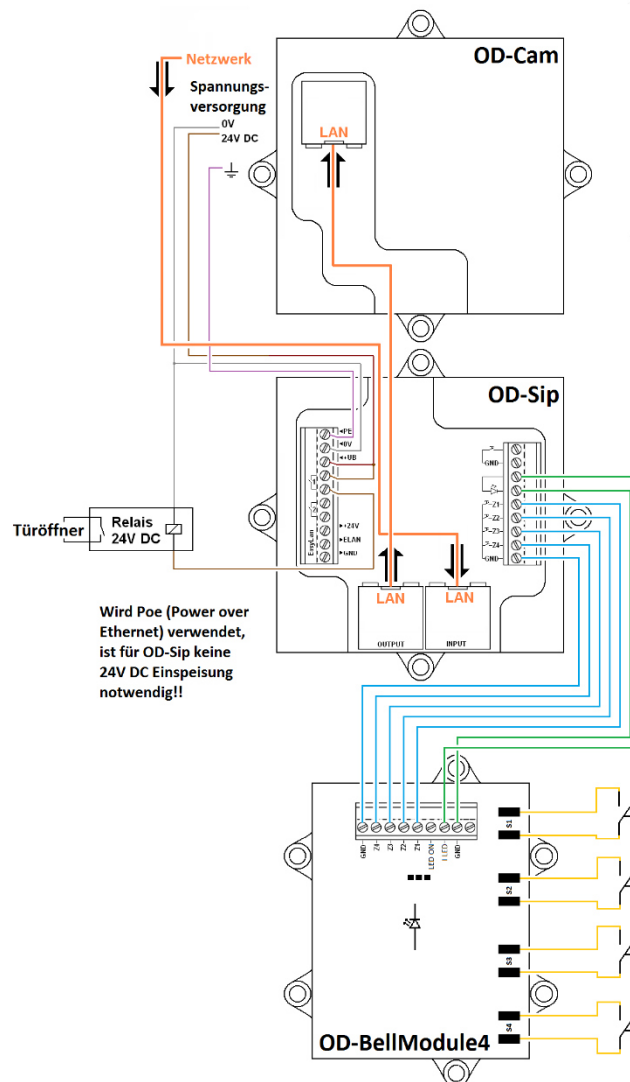 Netzwerk
OD-Cam
Spannungs-
versorgung
0V
24V DC
LAN
OD-Sip
PE
0V
+UB
+24V
ELAN
GND
EasyLan
GND
Z1
Z2
Z3
Z4
GND
Türöffner
Relais
24V DC
LAN
LAN
OUTPUT
INPUT
Wird Poe (Power over
Ethernet) verwendet,
ist für OD-Sip keine
24V DC Einspeisung
notwendig!!
GND
Z4
Z3
Z2
Z1
LED ON
I LED
GND
S1
S2
S3
S4
OD-BellModule4